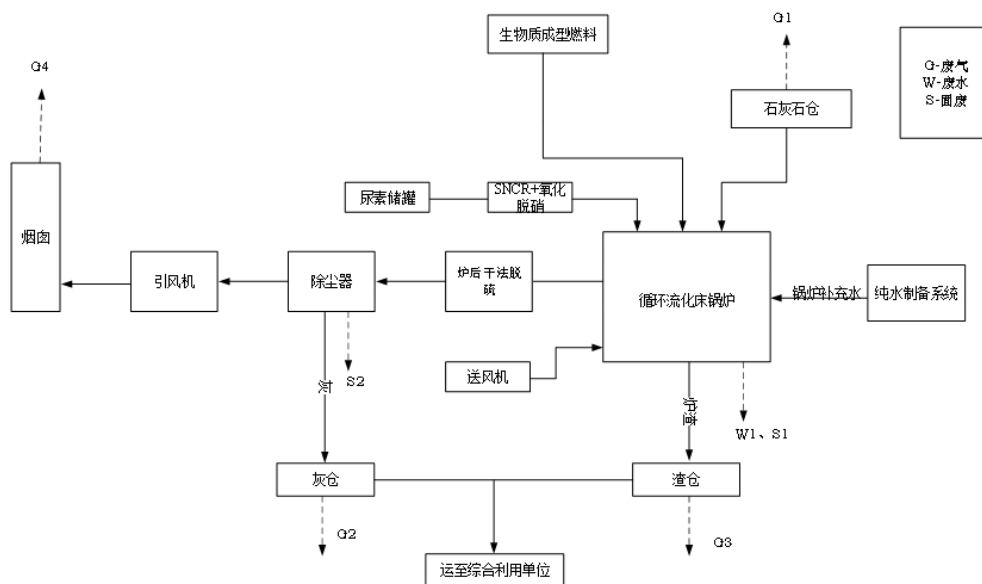 生物质成型燃料
G1
G4
G-废气
W-废水
S-固废
石灰石仓
尿素储罐
SNCR+氧化
脱硝
烟囱
引风机
除尘器
炉后干法脱
硫
循环流化床锅炉
锅炉补充水
纯水制备系统
送风机
S2
灰
炉渣
W1、S1
灰仓
渣仓
G2
G3
运至综合利用单位